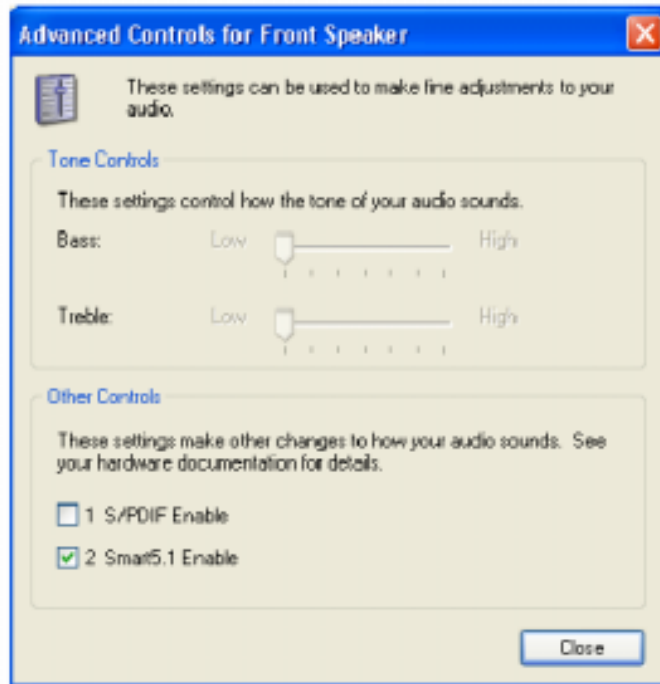 Advanced Controls for Front Speaker
These settings can be used to make fine adjustments to your
audio.
Tone Controls
These settings control how the tone of your audio sounds.
Bass: Low High
Treble: Low High
Other Controls
These settings make other changes to how your audio sounds. See
your hardware documentation for details.
1 S/PDIF Enable
2 Smart5.1 Enable
Close